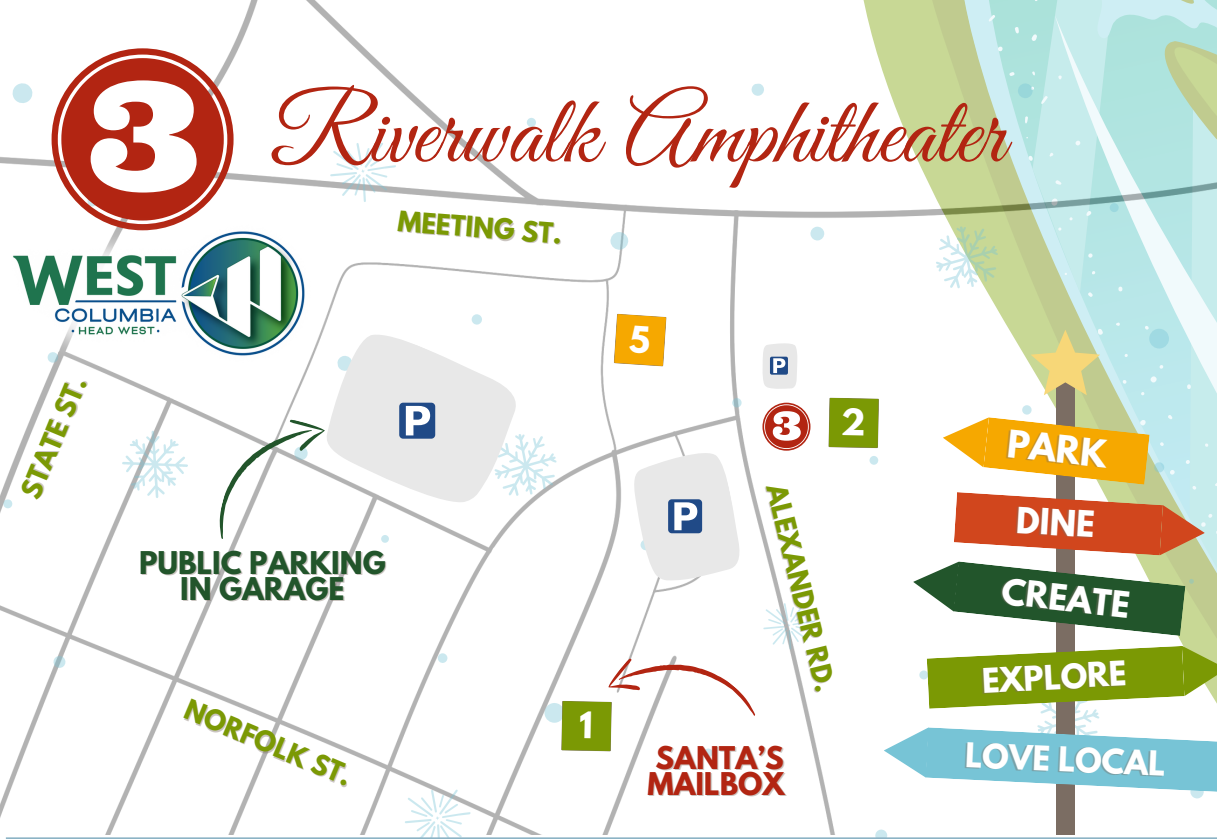 3 Riverwalk Amphitheater
MEETING ST.
WEST
COLUMBIA
· HEAD WEST ·
5
P
STATE ST.
P
3
2
PARK
P
DINE
ALEXANDER RD.
PUBLIC PARKING
IN GARAGE
CREATE
EXPLORE
NORFOLK ST.
1
SANTA'S
MAILBOX
LOVE LOCAL